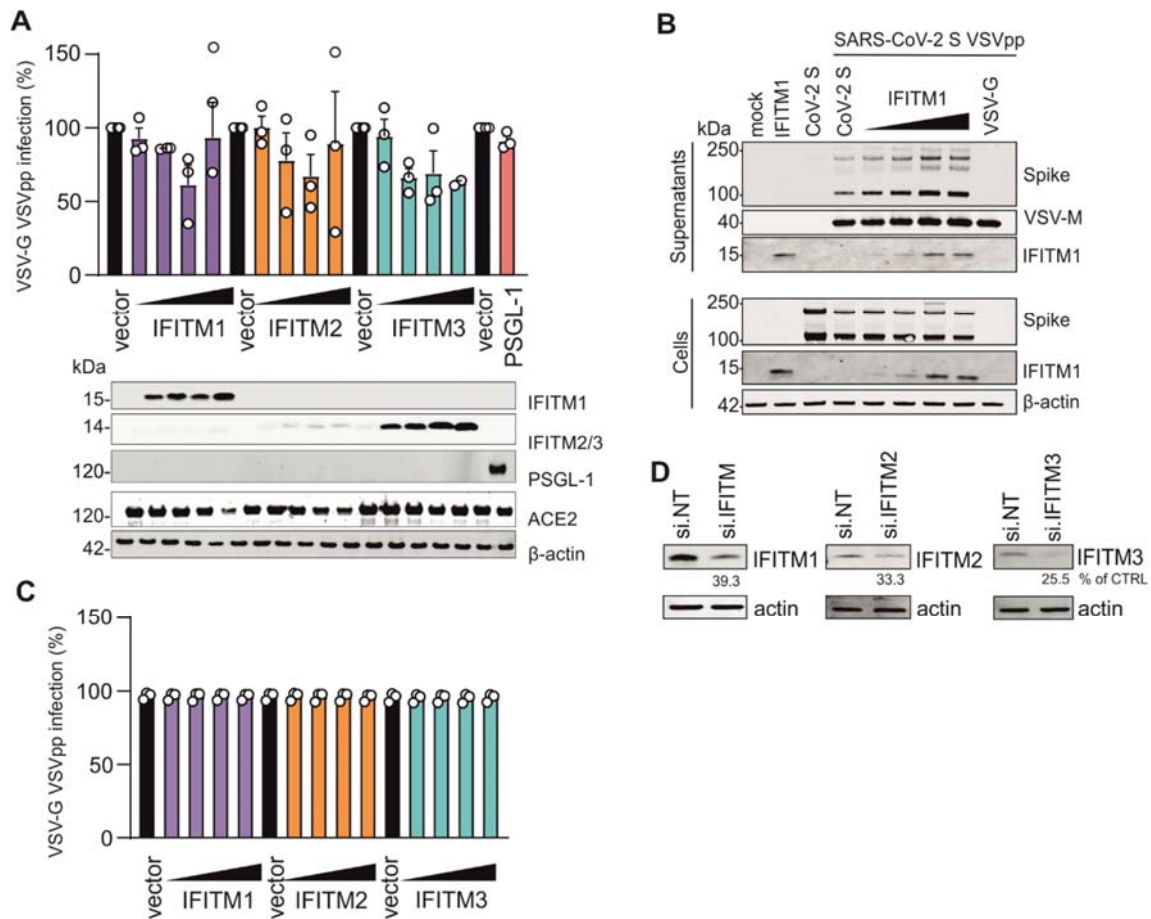 A
VSV-G VSVpp infection (%)
150
100
50
0
vector
IFITM1
vector
IFITM2
vector
IFITM3
vector
PSGL-1
kDa
15
IFITM1
14
IFITM2/3
120
PSGL-1
120
ACE2
42
β-actin
B
SARS-CoV-2 S VSVpp
mock
IFITM1
CoV-2 S
CoV-2 S
IFITM1
VSV-G
kDa
Supernatants
250
100
Spike
40
VSV-M
15
IFITM1
Cells
250
100
Spike
15
IFITM1
42
β-actin
C
VSV-G VSVpp infection (%)
150
100
50
0
vector
IFITM1
vector
IFITM2
vector
IFITM3
D
si.NT
si.IFITM
IFITM1
39.3
actin
si.NT
si.IFITM2
IFITM2
33.3
actin
si.NT
si.IFITM3
IFITM3
25.5 % of CTRL
actin